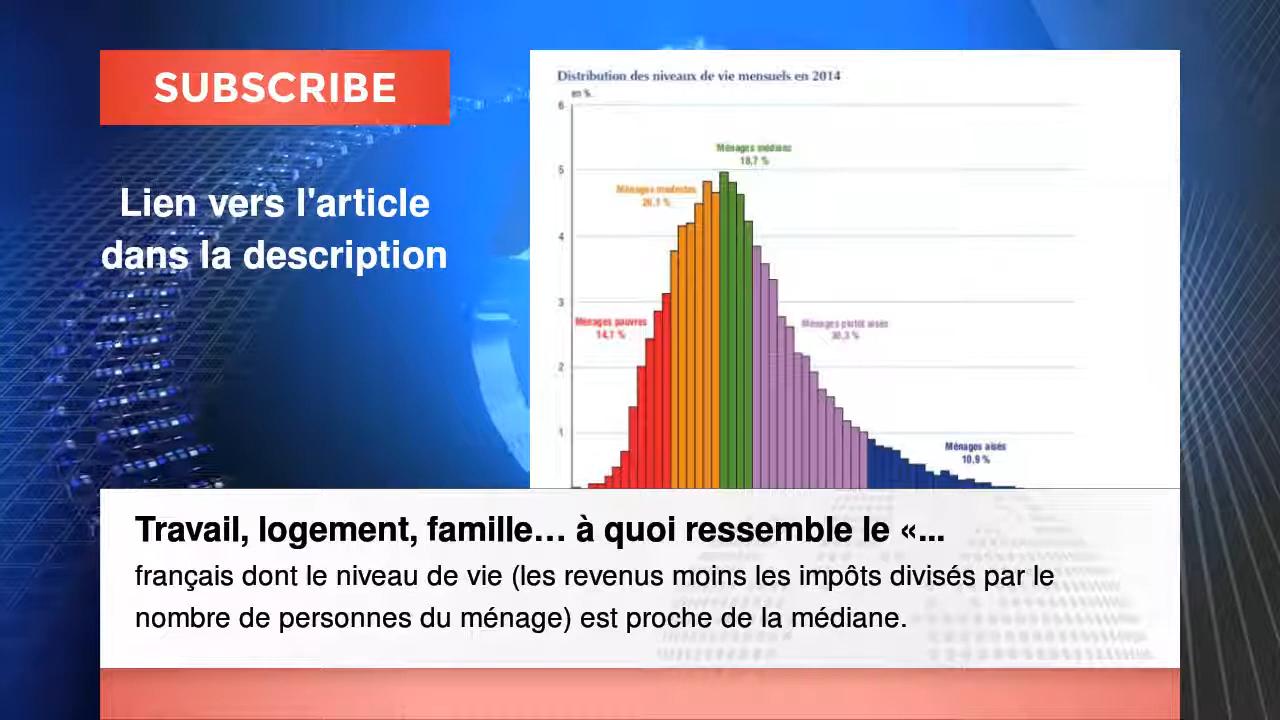 SUBSCRIBE
Lien vers l'article
dans la description
Distribution des niveaux de vie mensuels en 2014
en %
6
Ménages médians
18,7 %
5
Ménages modestes
26,1 %
4
3
Ménages pauvres
14,1 %
Ménages plutôt aisés
30,3 %
2
1
Ménages aisés
10,9 %
Travail, logement, famille… à quoi ressemble le «...
français dont le niveau de vie (les revenus moins les impôts divisés par le
nombre de personnes du ménage) est proche de la médiane.